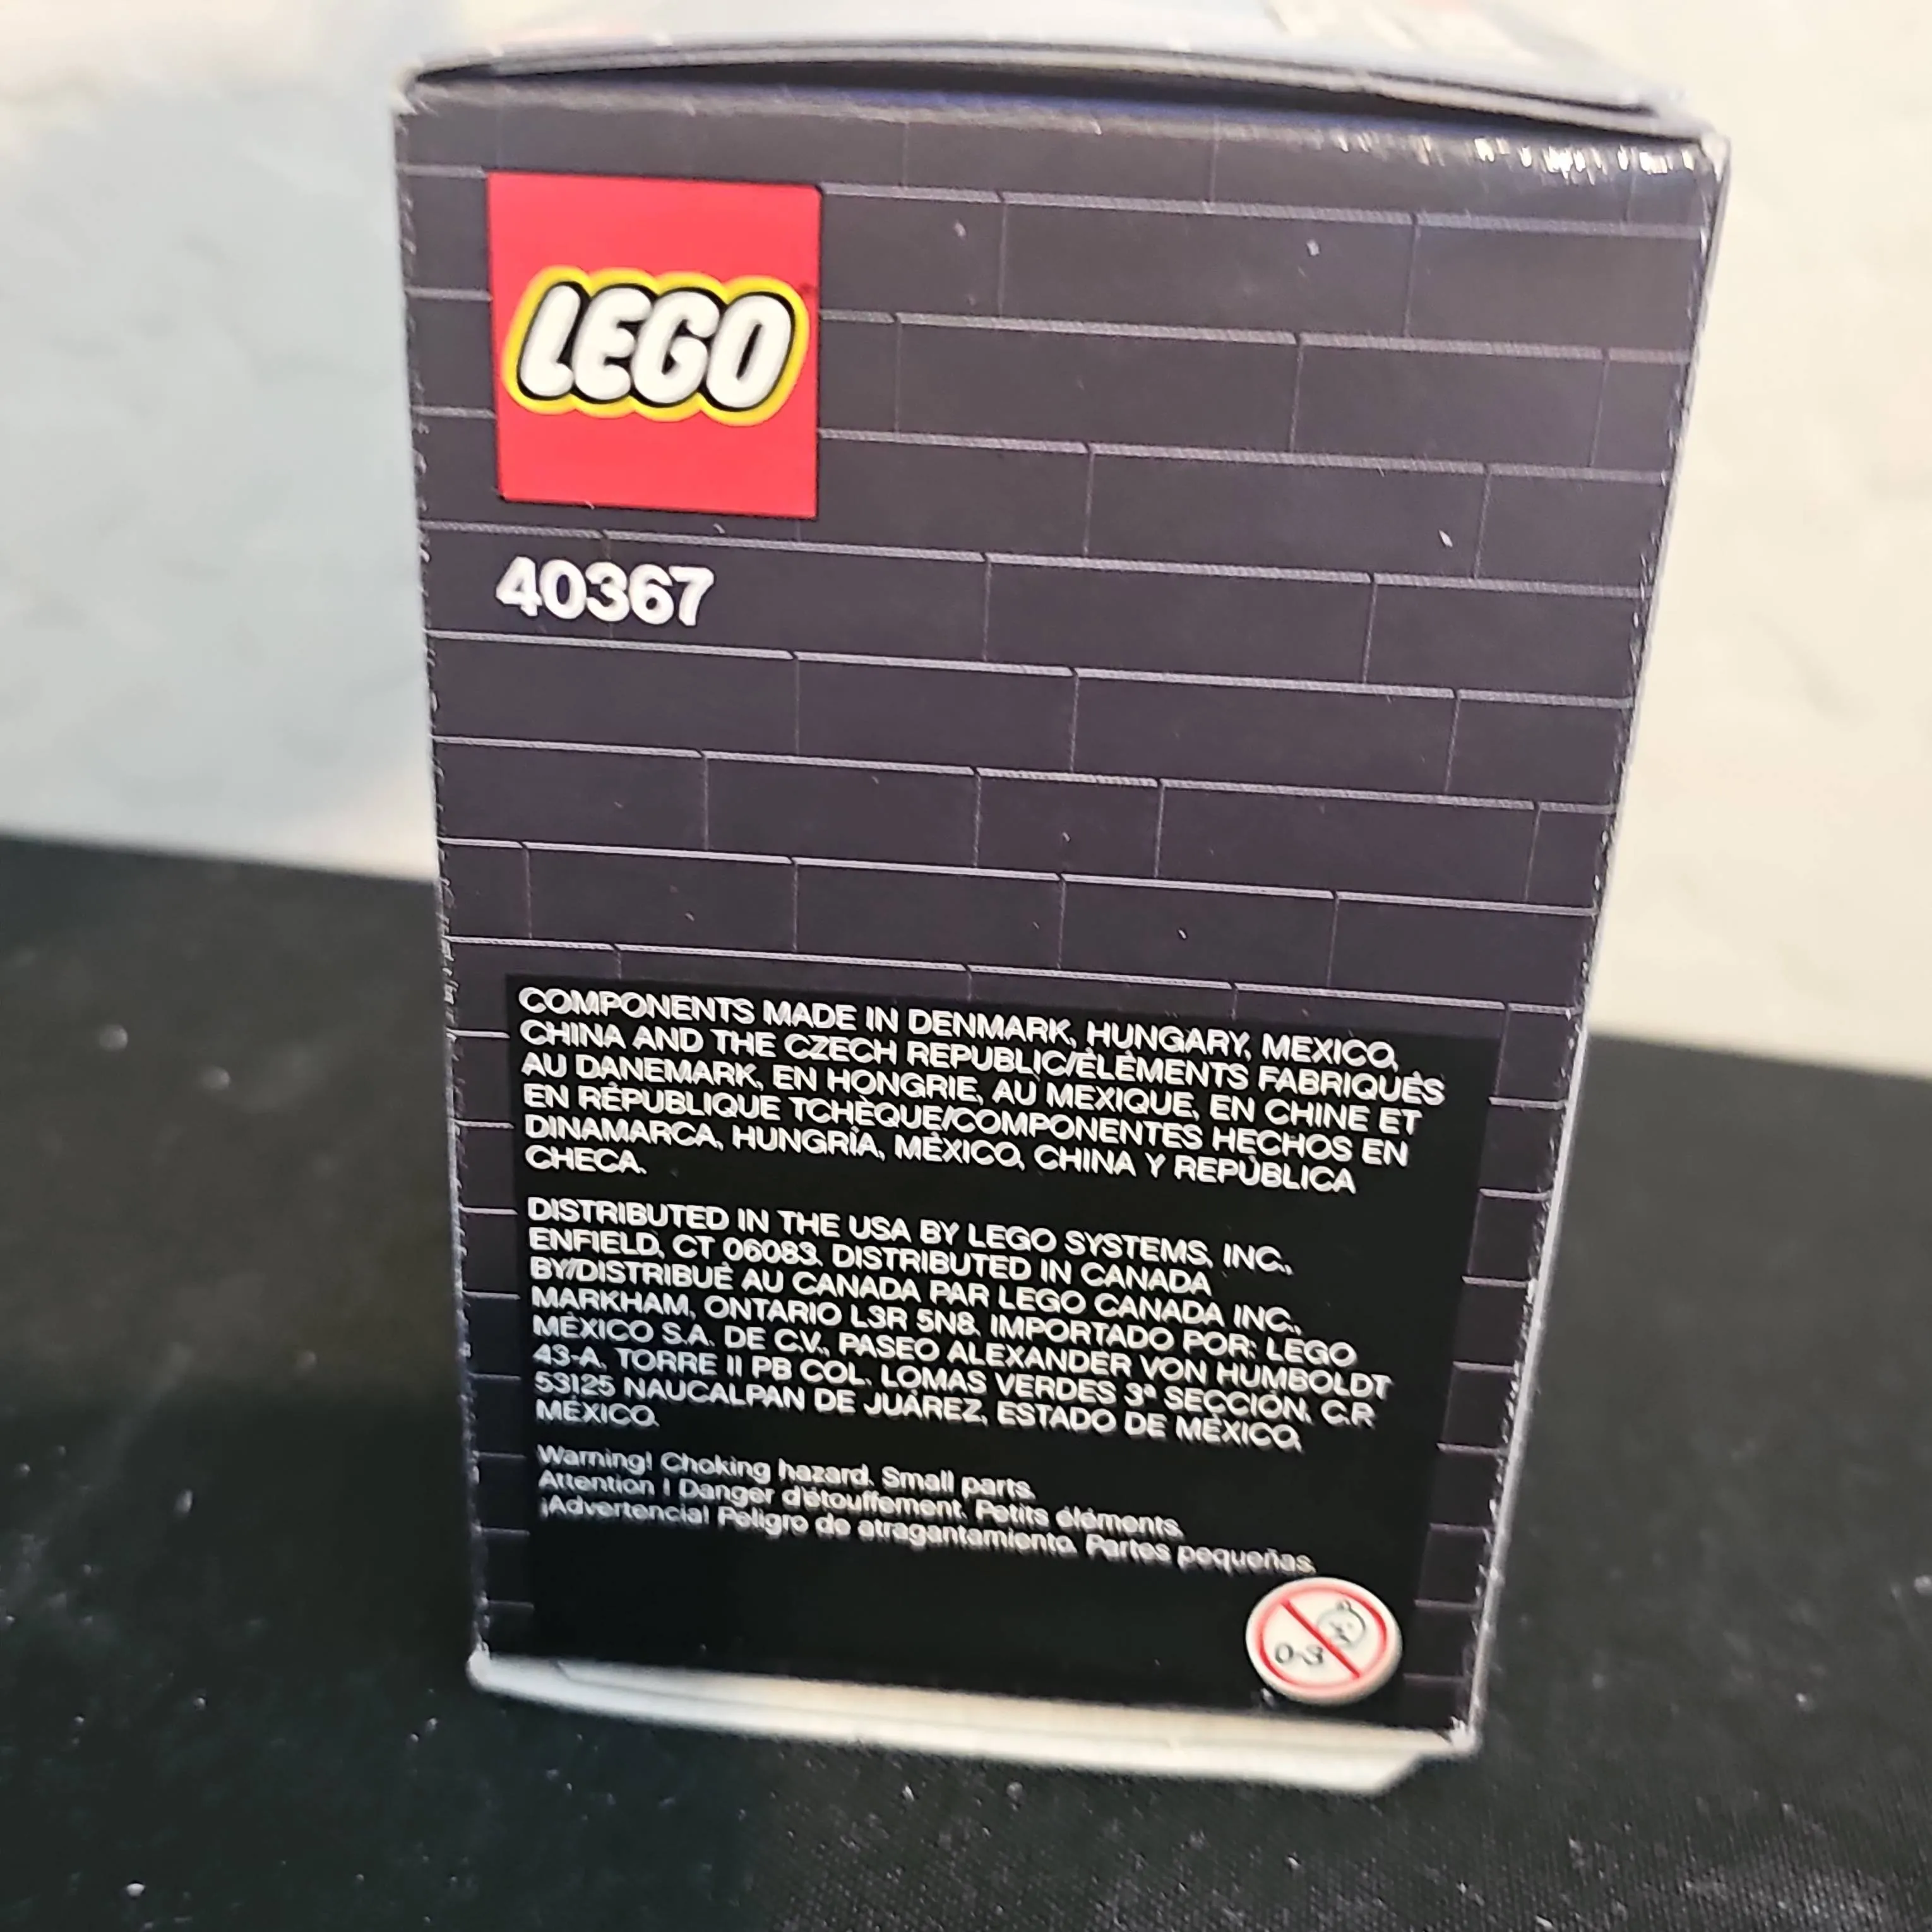 LEGO
40367
COMPONENTS MADE IN DENMARK, HUNGARY, MEXICO,
CHINA AND THE CZECH REPUBLIC/ÉLÉMENTS FABRIQUÉS
AU DANEMARK, EN HONGRIE, AU MEXIQUE, EN CHINE ET
EN RÉPUBLIQUE TCHÈQUE/COMPONENTES HECHOS EN
DINAMARCA, HUNGRÍA, MÉXICO, CHINA Y REPÚBLICA
CHECA.
DISTRIBUTED IN THE USA BY LEGO SYSTEMS, INC.,
ENFIELD, CT 06083. DISTRIBUTED IN CANADA
BY/DISTRIBUÉ AU CANADA PAR LEGO CANADA INC.,
MARKHAM, ONTARIO L3R 5N8. IMPORTADO POR: LEGO
MÉXICO S.A. DE C.V., PASEO ALEXANDER VON HUMBOLDT
43-A. TORRE II PB COL. LOMAS VERDES 3ª SECCIÓN. C.P.
53125 NAUCALPAN DE JUÁREZ, ESTADO DE MÉXICO,
MÉXICO.
Warning! Choking hazard. Small parts.
Attention ! Danger d'étouffement. Petits éléments.
¡Advertencia! Peligro de atragantamiento. Partes pequeñas.
0-3